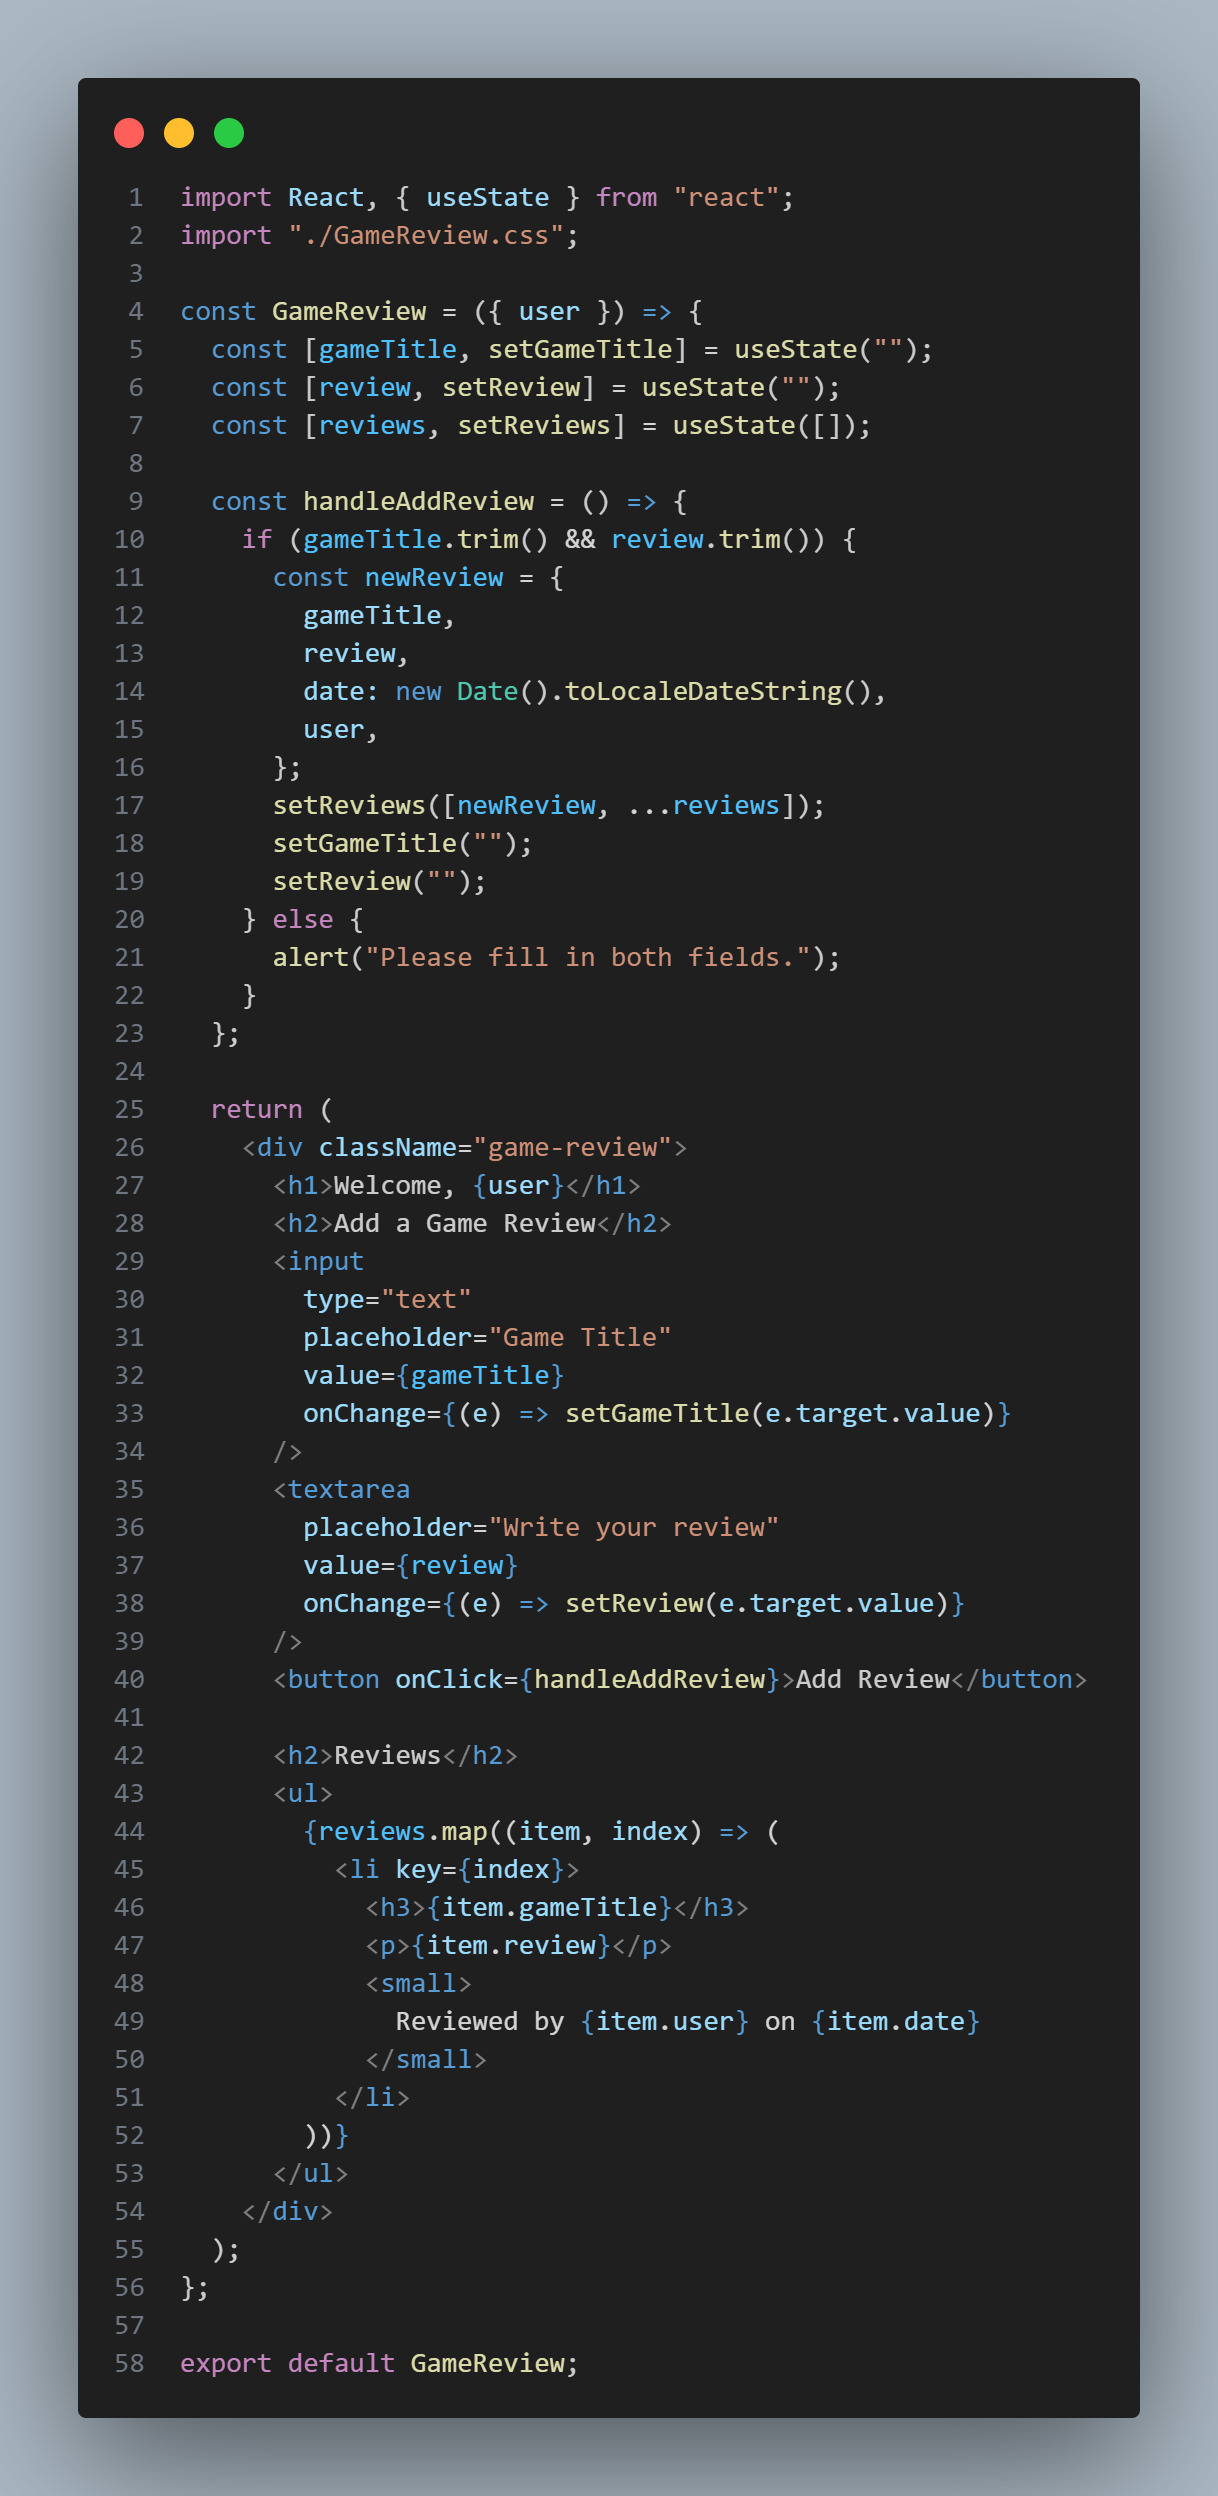 1 import React, { useState } from "react";
2 import "./GameReview.css";
3
4 const GameReview = ({ user }) => {
5   const [gameTitle, setGameTitle] = useState("");
6   const [review, setReview] = useState("");
7   const [reviews, setReviews] = useState([]);
8
9   const handleAddReview = () => {
10     if (gameTitle.trim() && review.trim()) {
11       const newReview = {
12         gameTitle,
13         review,
14         date: new Date().toLocaleDateString(),
15         user,
16       };
17       setReviews([newReview, ...reviews]);
18       setGameTitle("");
19       setReview("");
20     } else {
21       alert("Please fill in both fields.");
22     }
23   };
24
25   return (
26     <div className="game-review">
27       <h1>Welcome, {user}</h1>
28       <h2>Add a Game Review</h2>
29       <input
30         type="text"
31         placeholder="Game Title"
32         value={gameTitle}
33         onChange={(e) => setGameTitle(e.target.value)}
34       />
35       <textarea
36         placeholder="Write your review"
37         value={review}
38         onChange={(e) => setReview(e.target.value)}
39       />
40       <button onClick={handleAddReview}>Add Review</button>
41
42       <h2>Reviews</h2>
43       <ul>
44         {reviews.map((item, index) => (
45           <li key={index}>
46             <h3>{item.gameTitle}</h3>
47             <p>{item.review}</p>
48             <small>
49               Reviewed by {item.user} on {item.date}
50             </small>
51           </li>
52         ))}
53       </ul>
54     </div>
55   );
56 };
57
58 export default GameReview;